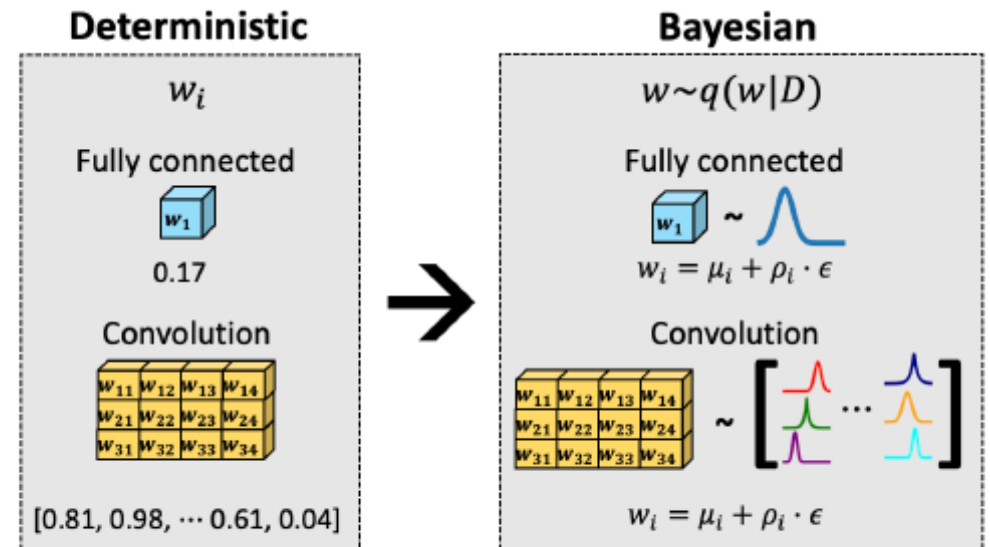 Deterministic
w_i
Fully connected
w_1
0.17
Convolution
w_11 w_12 w_13 w_14
w_21 w_22 w_23 w_24
w_31 w_32 w_33 w_34
[0.81, 0.98, ⋯ 0.61, 0.04]
→
Bayesian
w~q(w|D)
Fully connected
w_1 ~
w_i = μ_i + ρ_i · ϵ
Convolution
w_11 w_12 w_13 w_14
w_21 w_22 w_23 w_24
w_31 w_32 w_33 w_34
~ [ ⋯ ]
w_i = μ_i + ρ_i · ϵ